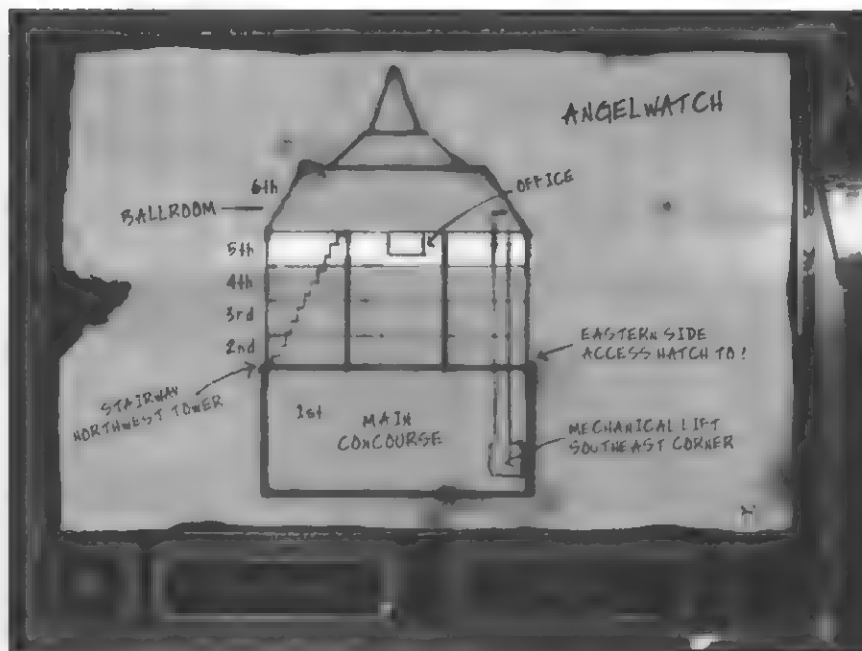 ANGELWATCH
6th
OFFICE
BALLROOM
5th
4th
3rd
2nd
EASTERN SIDE
ACCESS HATCH TO!
STAIRWAY
NORTHWEST TOWER
1st
MAIN
CONCOURSE
MECHANICAL LIFT
SOUTHEAST CORNER